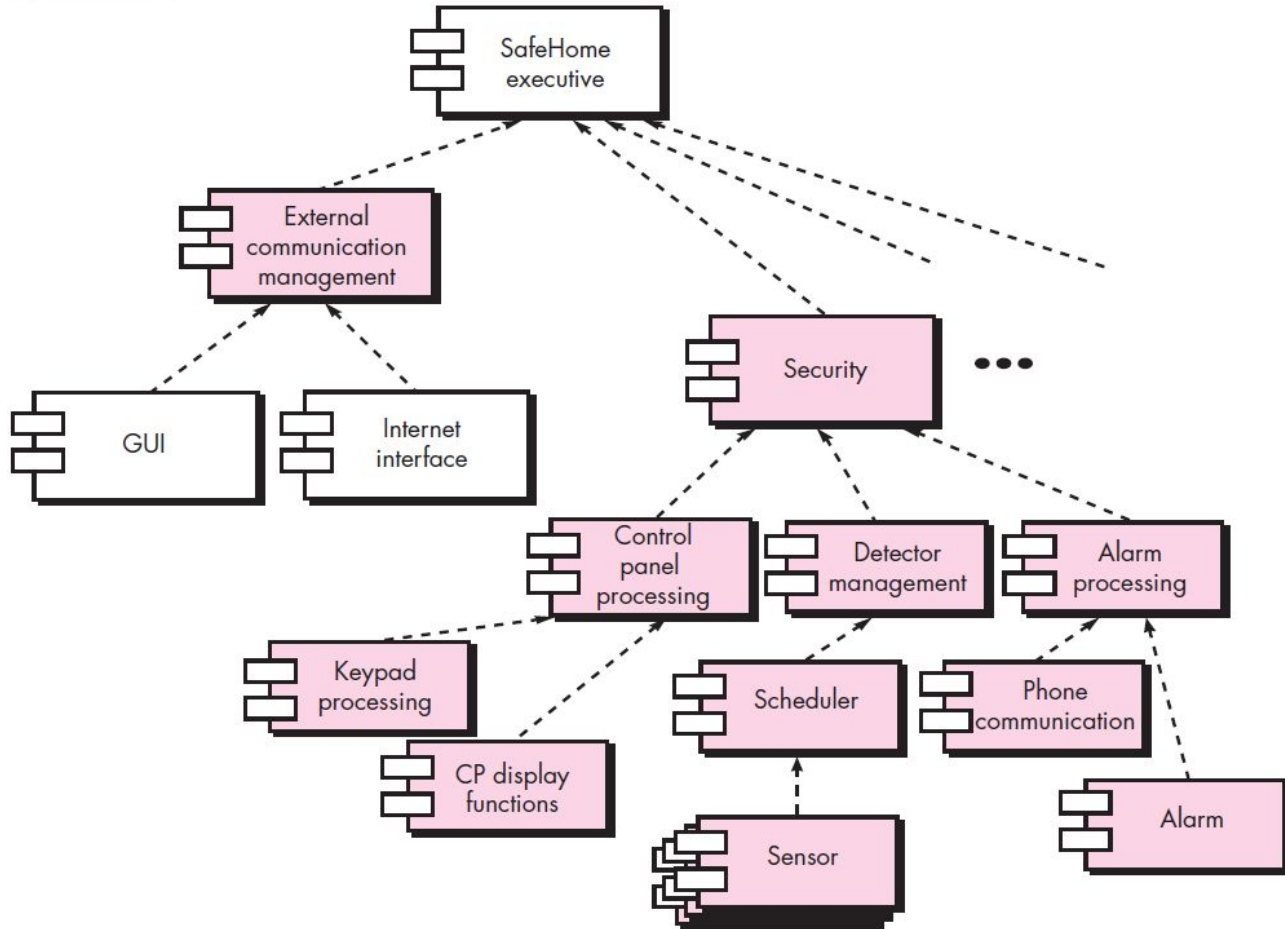 SafeHome
executive
External
communication
management
Security
GUI
Internet
interface
Control
panel
processing
Detector
management
Alarm
processing
Keypad
processing
Scheduler
Phone
communication
CP display
functions
Alarm
Sensor